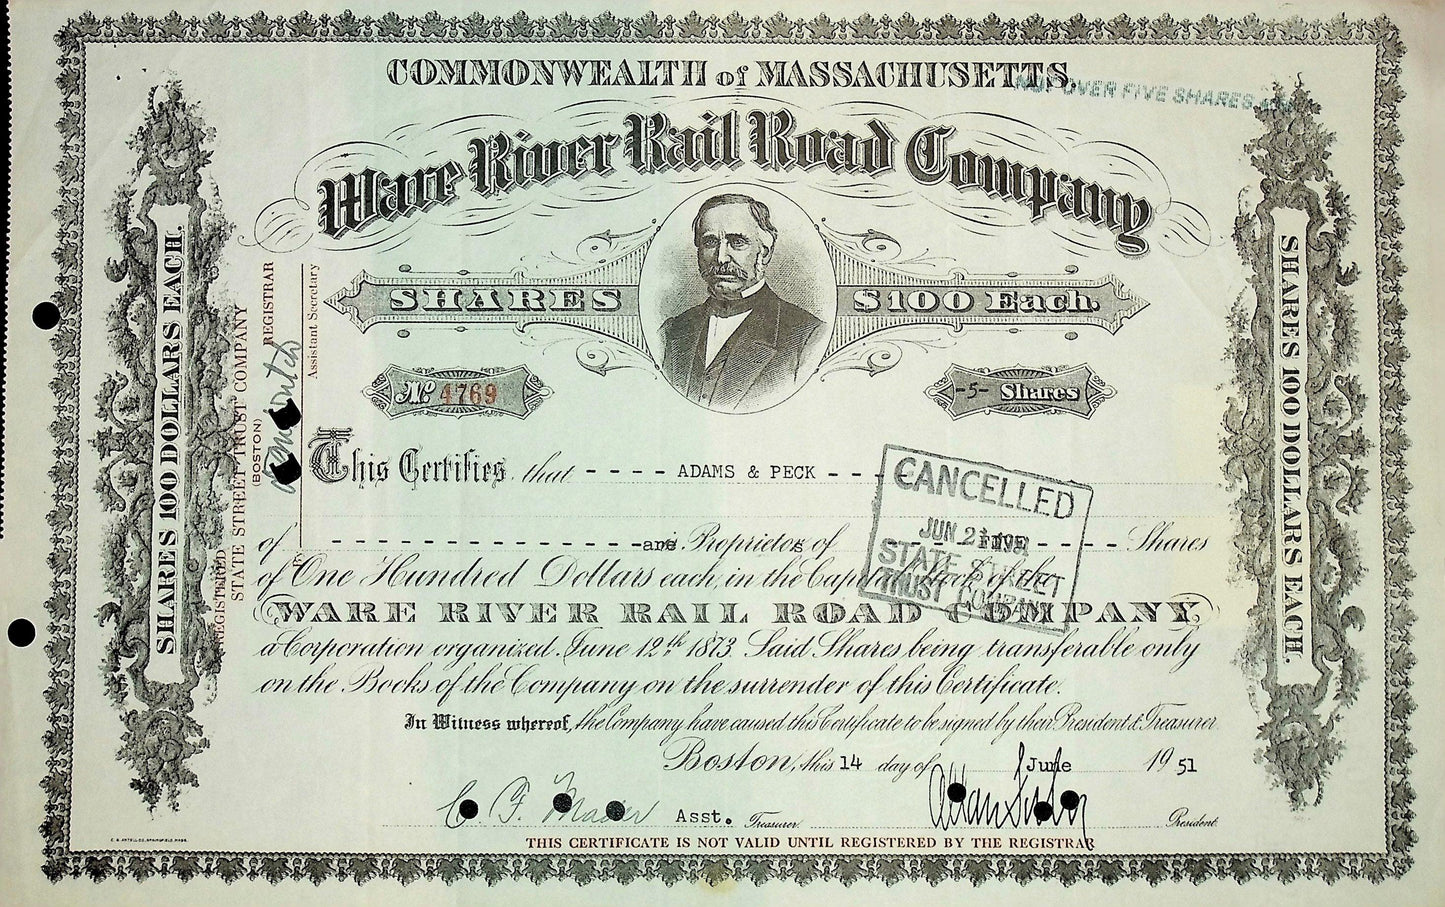 COMMONWEALTH of MASSACHUSETTS.
OVER FIVE SHARES
Ware River Rail Road Company
SHARES $100 Each.
No. 4769
-5- Shares
SHARES 100 DOLLARS EACH.
REGISTERED
STATE STREET TRUST COMPANY
(BOSTON)
REGISTRAR
Assistant Secretary
This Certifies that - - - - ADAMS & PECK - - -
of - - - - - - - - - - - - - - - - - are Proprietors of - - - - Shares
of One Hundred Dollars each, in the Capital Stock of the
WARE RIVER RAIL ROAD COMPANY
a Corporation organized June 12th 1873. Said Shares being transferable only
on the Books of the Company on the surrender of this Certificate.
In Witness whereof, the Company have caused this Certificate to be signed by their President & Treasurer
Boston, this 14 day of June 1951
C. F. Asst. Treasurer.
President.
THIS CERTIFICATE IS NOT VALID UNTIL REGISTERED BY THE REGISTRAR
CANCELLED
JUN 2
STATE STREET
TRUST COMPANY
SHARES 100 DOLLARS EACH.